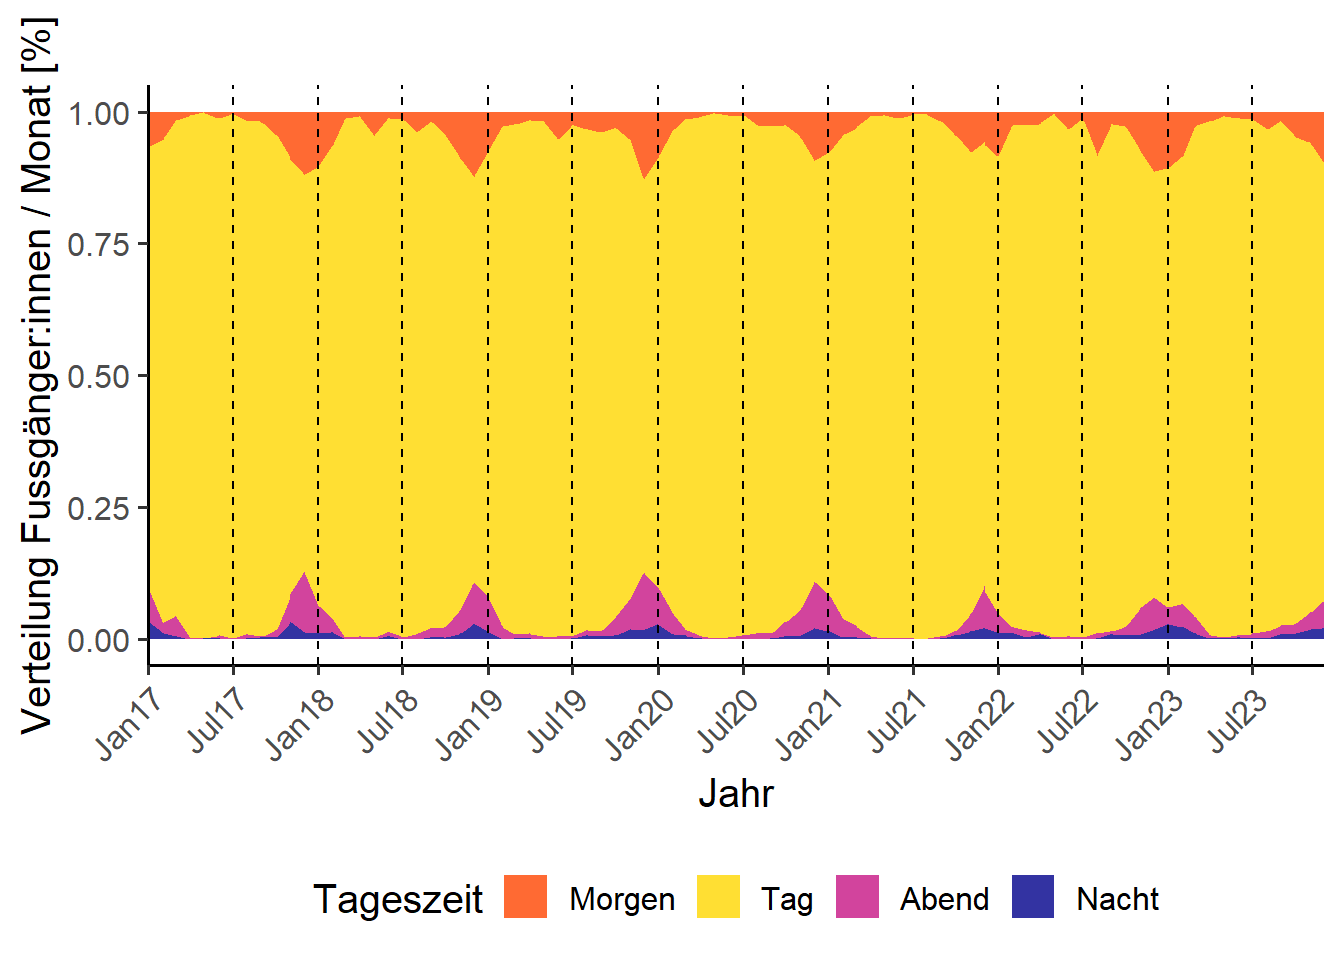 Verteilung Fussgänger:innen / Monat [%]
1.00
0.75
0.50
0.25
0.00
Jan17 Jul17 Jan18 Jul18 Jan19 Jul19 Jan20 Jul20 Jan21 Jul21 Jan22 Jul22 Jan23 Jul23
Jahr
Tageszeit Morgen Tag Abend Nacht